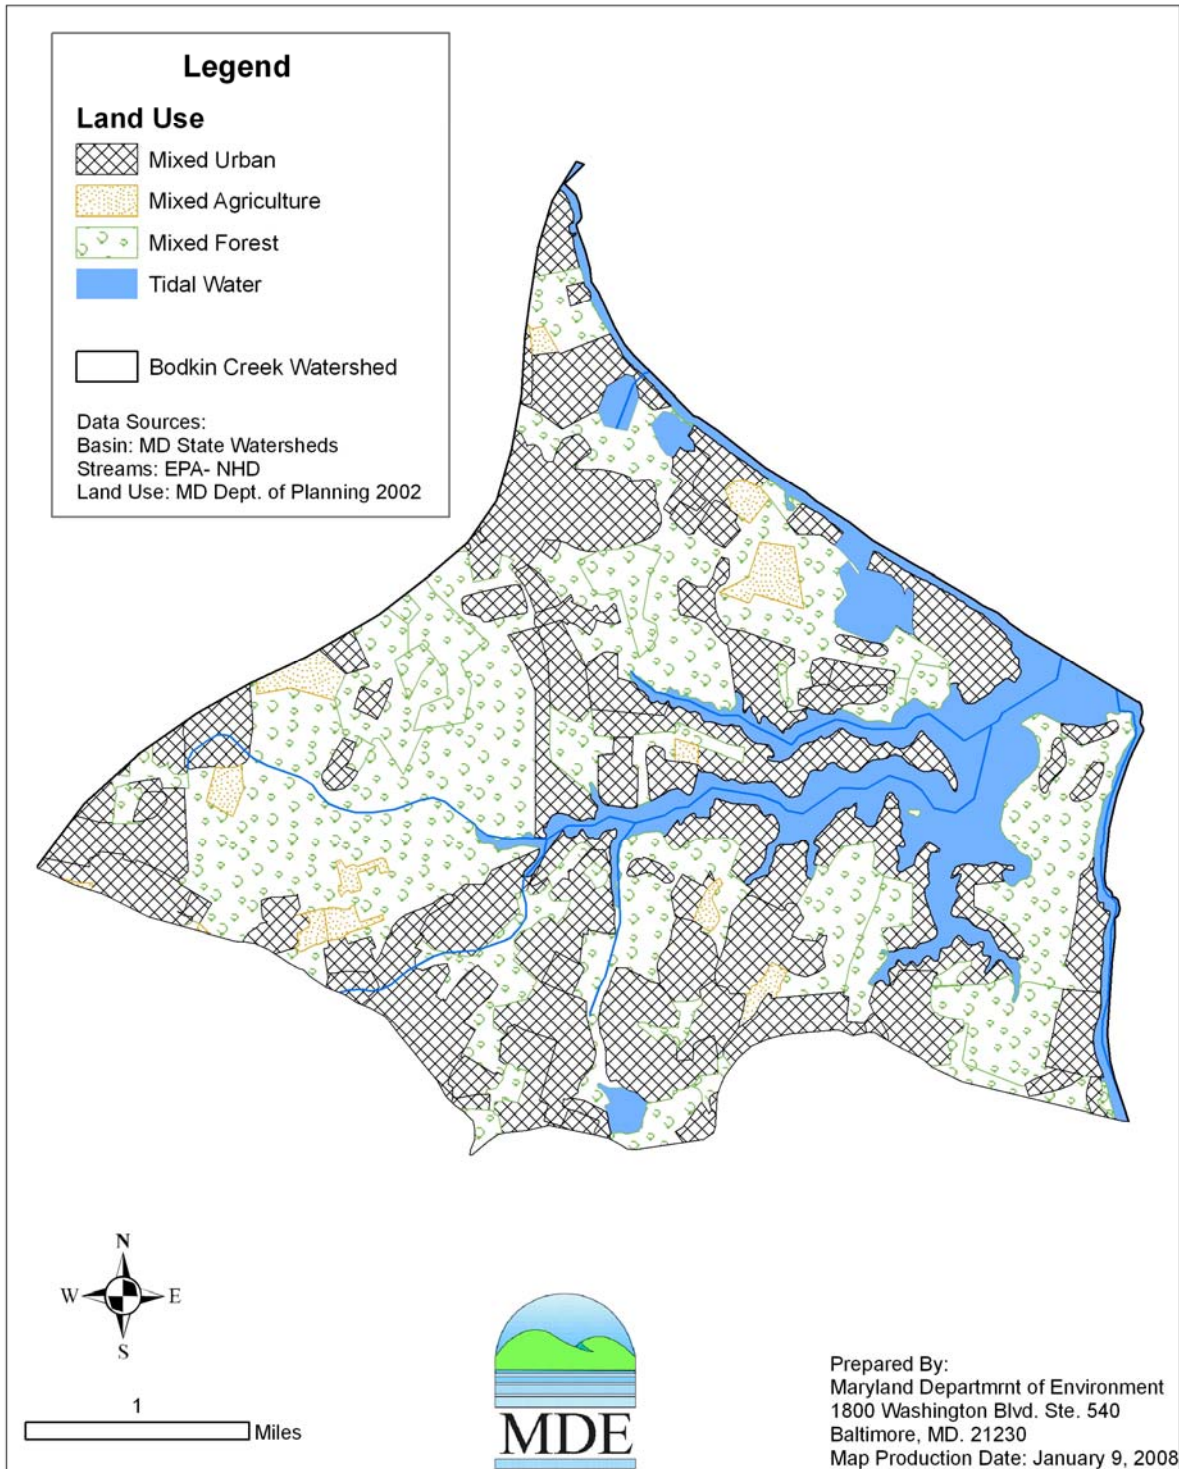 Legend
Land Use
Mixed Urban
Mixed Agriculture
Mixed Forest
Tidal Water
Bodkin Creek Watershed
Data Sources:
Basin: MD State Watersheds
Streams: EPA- NHD
Land Use: MD Dept. of Planning 2002
N
W E
S
1
Miles
MDE
Prepared By:
Maryland Departmrnt of Environment
1800 Washington Blvd. Ste. 540
Baltimore, MD. 21230
Map Production Date: January 9, 2008